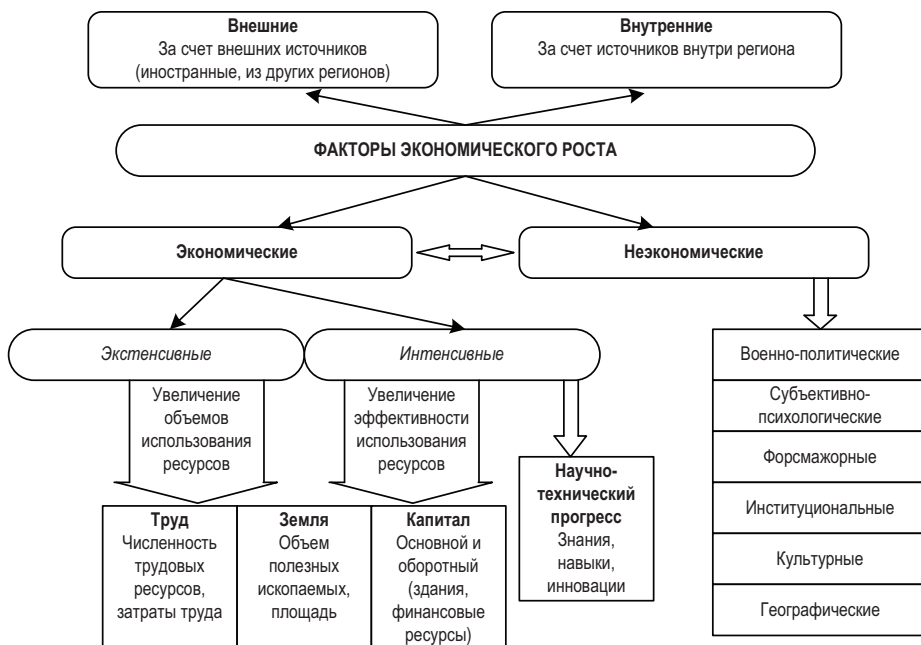 Внешние
За счет внешних источников
(иностранные, из других регионов)
Внутренние
За счет источников внутри региона
ФАКТОРЫ ЭКОНОМИЧЕСКОГО РОСТА
Экономические
Неэкономические
Экстенсивные
Интенсивные
Увеличение
объемов
использования
ресурсов
Увеличение
эффективности
использования
ресурсов
Труд
Численность
трудовых
ресурсов,
затраты труда
Земля
Объем
полезных
ископаемых,
площадь
Капитал
Основной и
оборотный
(здания,
финансовые
ресурсы)
Научно-
технический
прогресс
Знания,
навыки,
инновации
Военно-политические
Субъективно-
психологические
Форсмажорные
Институциональные
Культурные
Географические